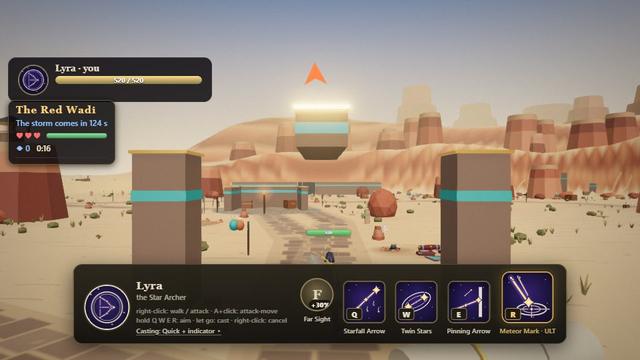 Lyra · you
520/520
The Red Wadi
The storm comes in 124 s
0 0:16
Lyra
the Star Archer
right-click: walk / attack · A+click: attack-move
hold Q W E R: aim · let go: cast · right-click: cancel
Casting: Quick + indicator
F
+30%
Far Sight
Q
Starfall Arrow
W
Twin Stars
E
Pinning Arrow
R
Meteor Mark · ULT